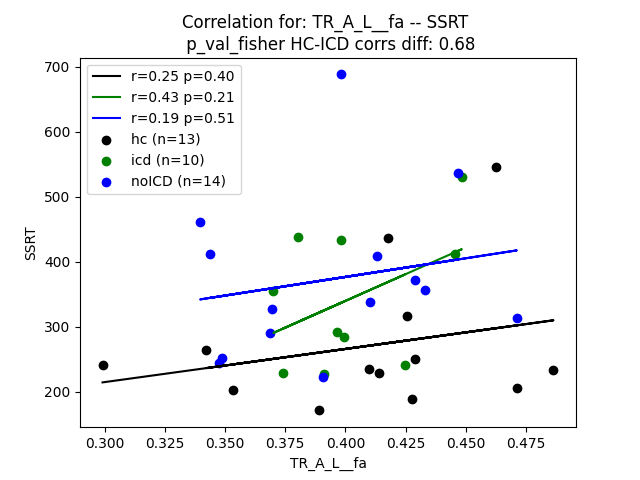 Correlation for: TR_A_L__fa -- SSRT
p_val_fisher HC-ICD corrs diff: 0.68
r=0.25 p=0.40
r=0.43 p=0.21
r=0.19 p=0.51
hc (n=13)
icd (n=10)
noICD (n=14)
700
600
500
400
300
200
SSRT
0.300 0.325 0.350 0.375 0.400 0.425 0.450 0.475
TR_A_L__fa